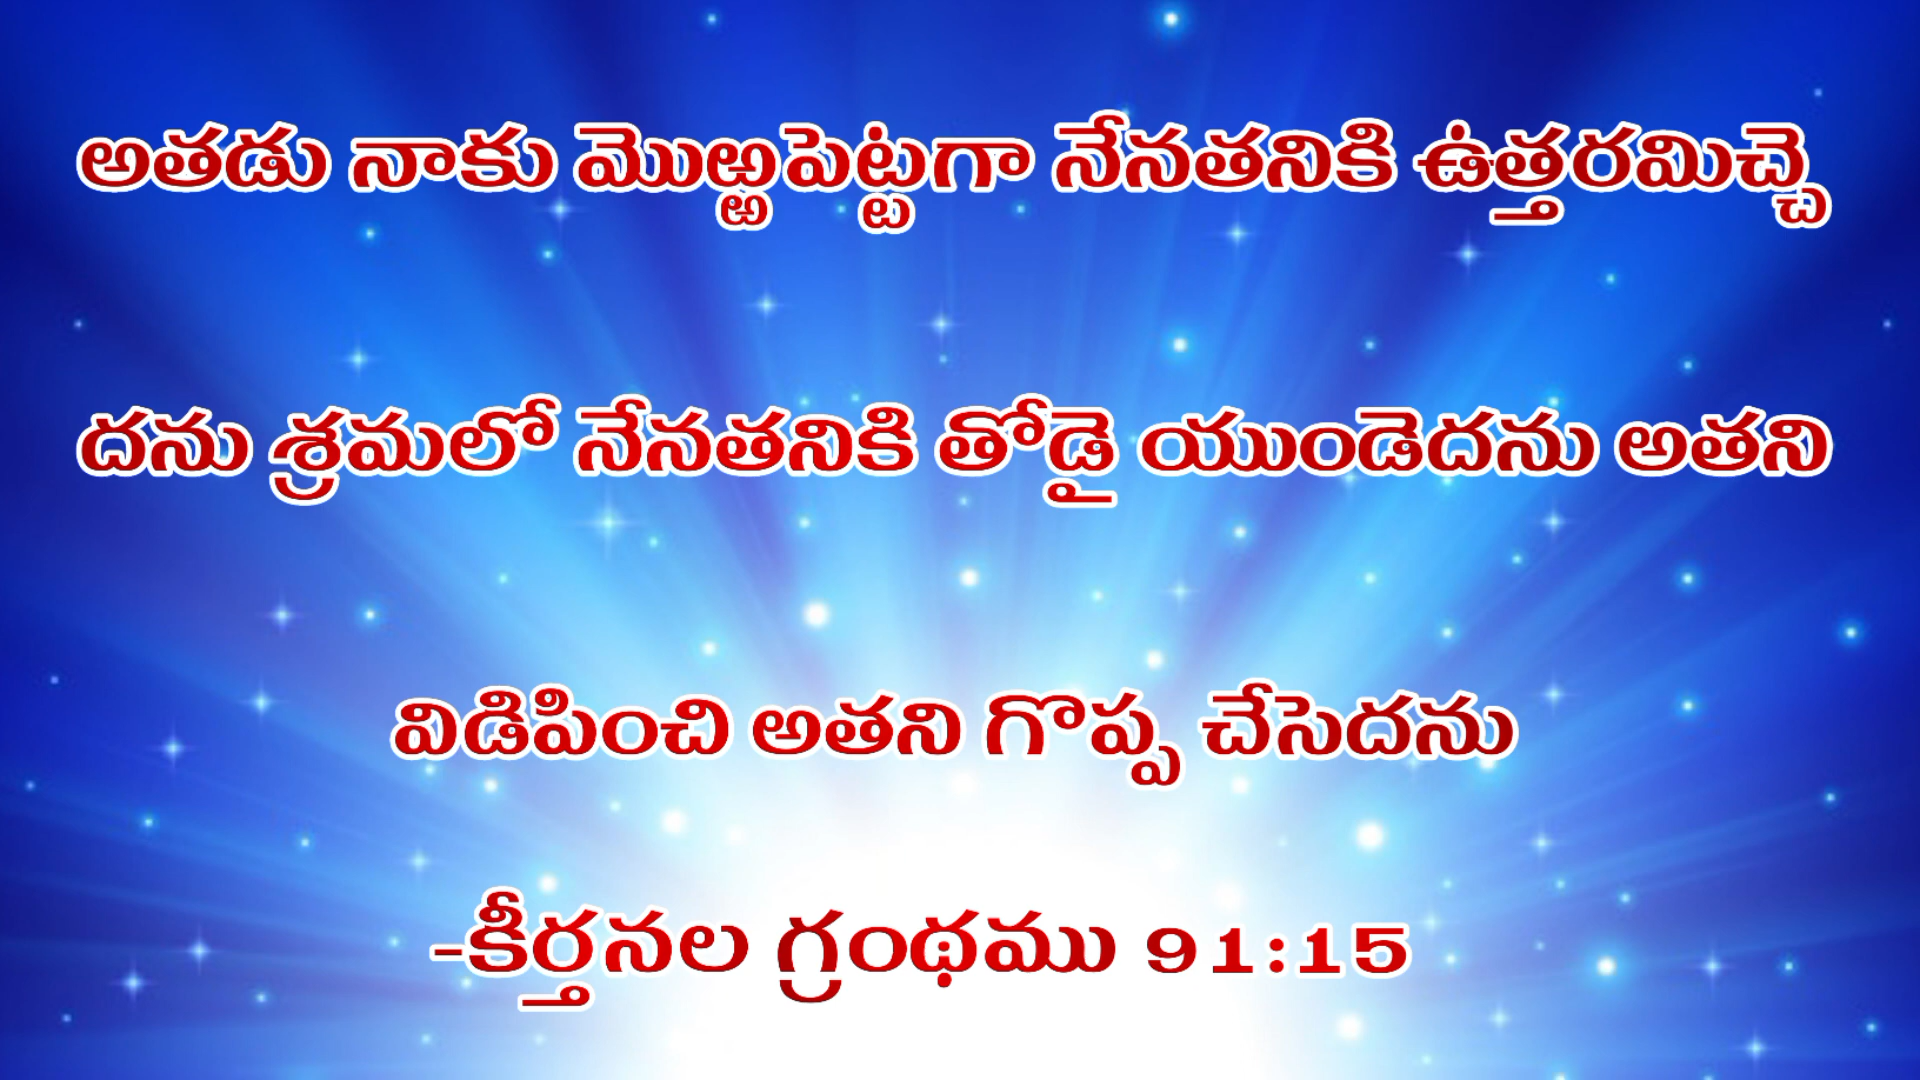 అతడు నాకు మొఱ్ఱపెట్టగా నేనతనికి ఉత్తరమిచ్చె
దను శ్రమలో నేనతనికి తోడై యుండెదను అతని
విడిపించి అతని గొప్ప చేసెదను
-కీర్తనల గ్రంథము 91:15